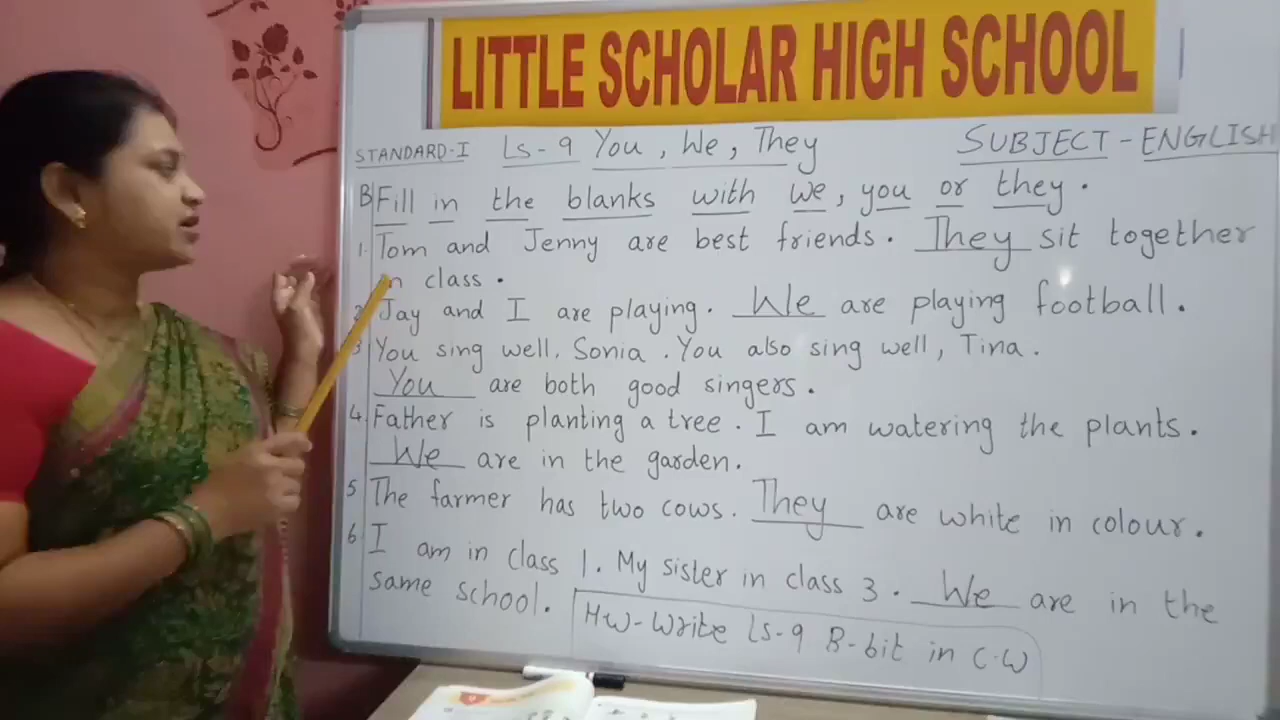 LITTLE SCHOLAR HIGH SCHOOL
STANDARD-I Ls-9 You, We, They SUBJECT-ENGLISH
B Fill in the blanks with we, you or they.
1. Tom and Jenny are best friends. They sit together
in class.
2 Jay and I are playing. We are playing football.
3 You sing well, Sonia. You also sing well, Tina.
You are both good singers.
4. Father is planting a tree. I am watering the plants.
We are in the garden.
5 The farmer has two cows. They are white in colour.
6 I am in class 1. My sister in class 3. We are in the
same school.
HW-Write Ls-9 B-bit in C.W